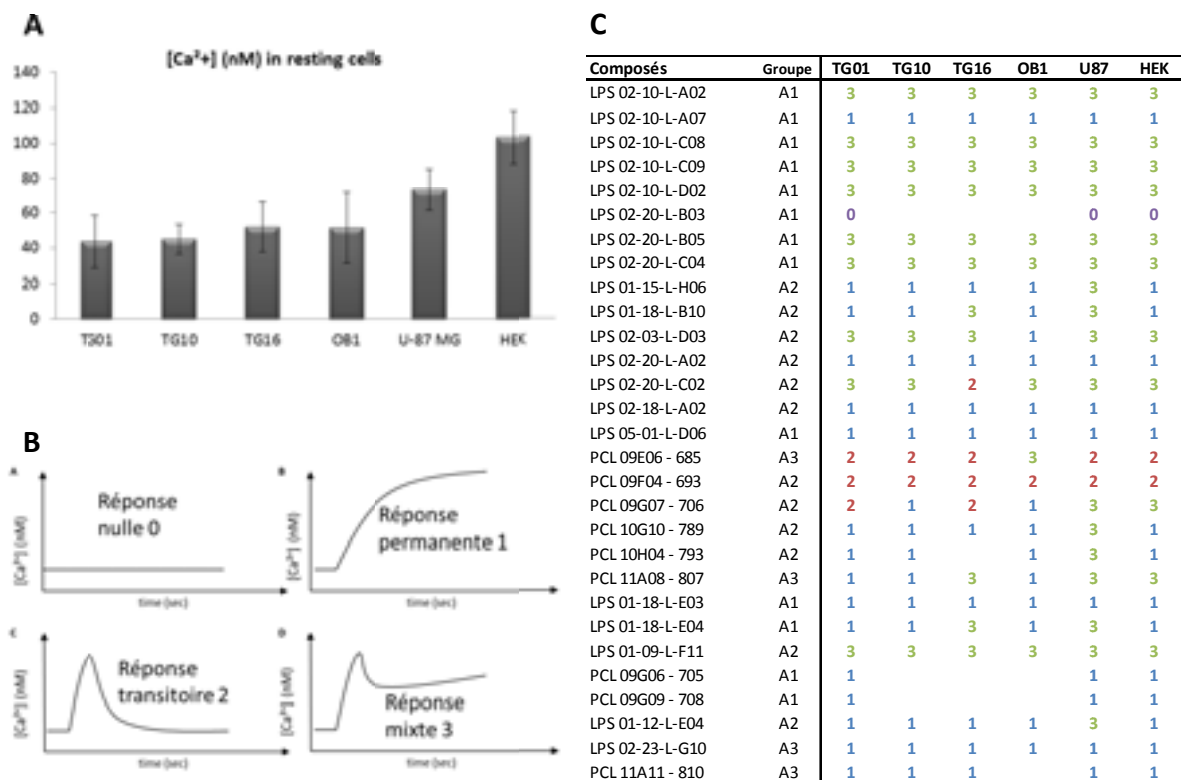 A
[Ca²+] (nM) in resting cells
140
120
100
80
60
40
20
0
TG01 TG10 TG16 OB1 U-87 MG HEK
B
A
[Ca²⁺] (nM)
Réponse
nulle 0
time (sec)
B
[Ca²⁺] (nM)
Réponse
permanente 1
time (sec)
C
[Ca²⁺] (nM)
Réponse
transitoire 2
time (sec)
D
[Ca²⁺] (nM)
Réponse
mixte 3
time (sec)
C
Composés Groupe TG01 TG10 TG16 OB1 U87 HEK
LPS 02-10-L-A02 A1 3 3 3 3 3 3
LPS 02-10-L-A07 A1 1 1 1 1 1 1
LPS 02-10-L-C08 A1 3 3 3 3 3 3
LPS 02-10-L-C09 A1 3 3 3 3 3 3
LPS 02-10-L-D02 A1 3 3 3 3 3 3
LPS 02-20-L-B03 A1 0 0 0
LPS 02-20-L-B05 A1 3 3 3 3 3 3
LPS 02-20-L-C04 A1 3 3 3 3 3 3
LPS 01-15-L-H06 A2 1 1 1 1 3 1
LPS 01-18-L-B10 A2 1 1 3 1 3 1
LPS 02-03-L-D03 A2 3 3 3 1 3 3
LPS 02-20-L-A02 A2 1 1 1 1 1 1
LPS 02-20-L-C02 A2 3 3 2 3 3 3
LPS 02-18-L-A02 A2 1 1 1 1 1 1
LPS 05-01-L-D06 A1 1 1 1 1 1 1
PCL 09E06 - 685 A3 2 2 2 3 2 2
PCL 09F04 - 693 A2 2 2 2 2 2 2
PCL 09G07 - 706 A2 2 1 2 1 3 3
PCL 10G10 - 789 A2 1 1 1 1 3 1
PCL 10H04 - 793 A2 1 1 1 3 1
PCL 11A08 - 807 A3 1 1 3 1 3 3
LPS 01-18-L-E03 A1 1 1 1 1 1 1
LPS 01-18-L-E04 A1 1 1 3 1 3 1
LPS 01-09-L-F11 A2 3 3 3 3 3 3
PCL 09G06 - 705 A1 1 1 1
PCL 09G09 - 708 A1 1 1 1
LPS 01-12-L-E04 A2 1 1 1 1 3 1
LPS 02-23-L-G10 A3 1 1 1 1 1 1
PCL 11A11 - 810 A3 1 1 1 1 1